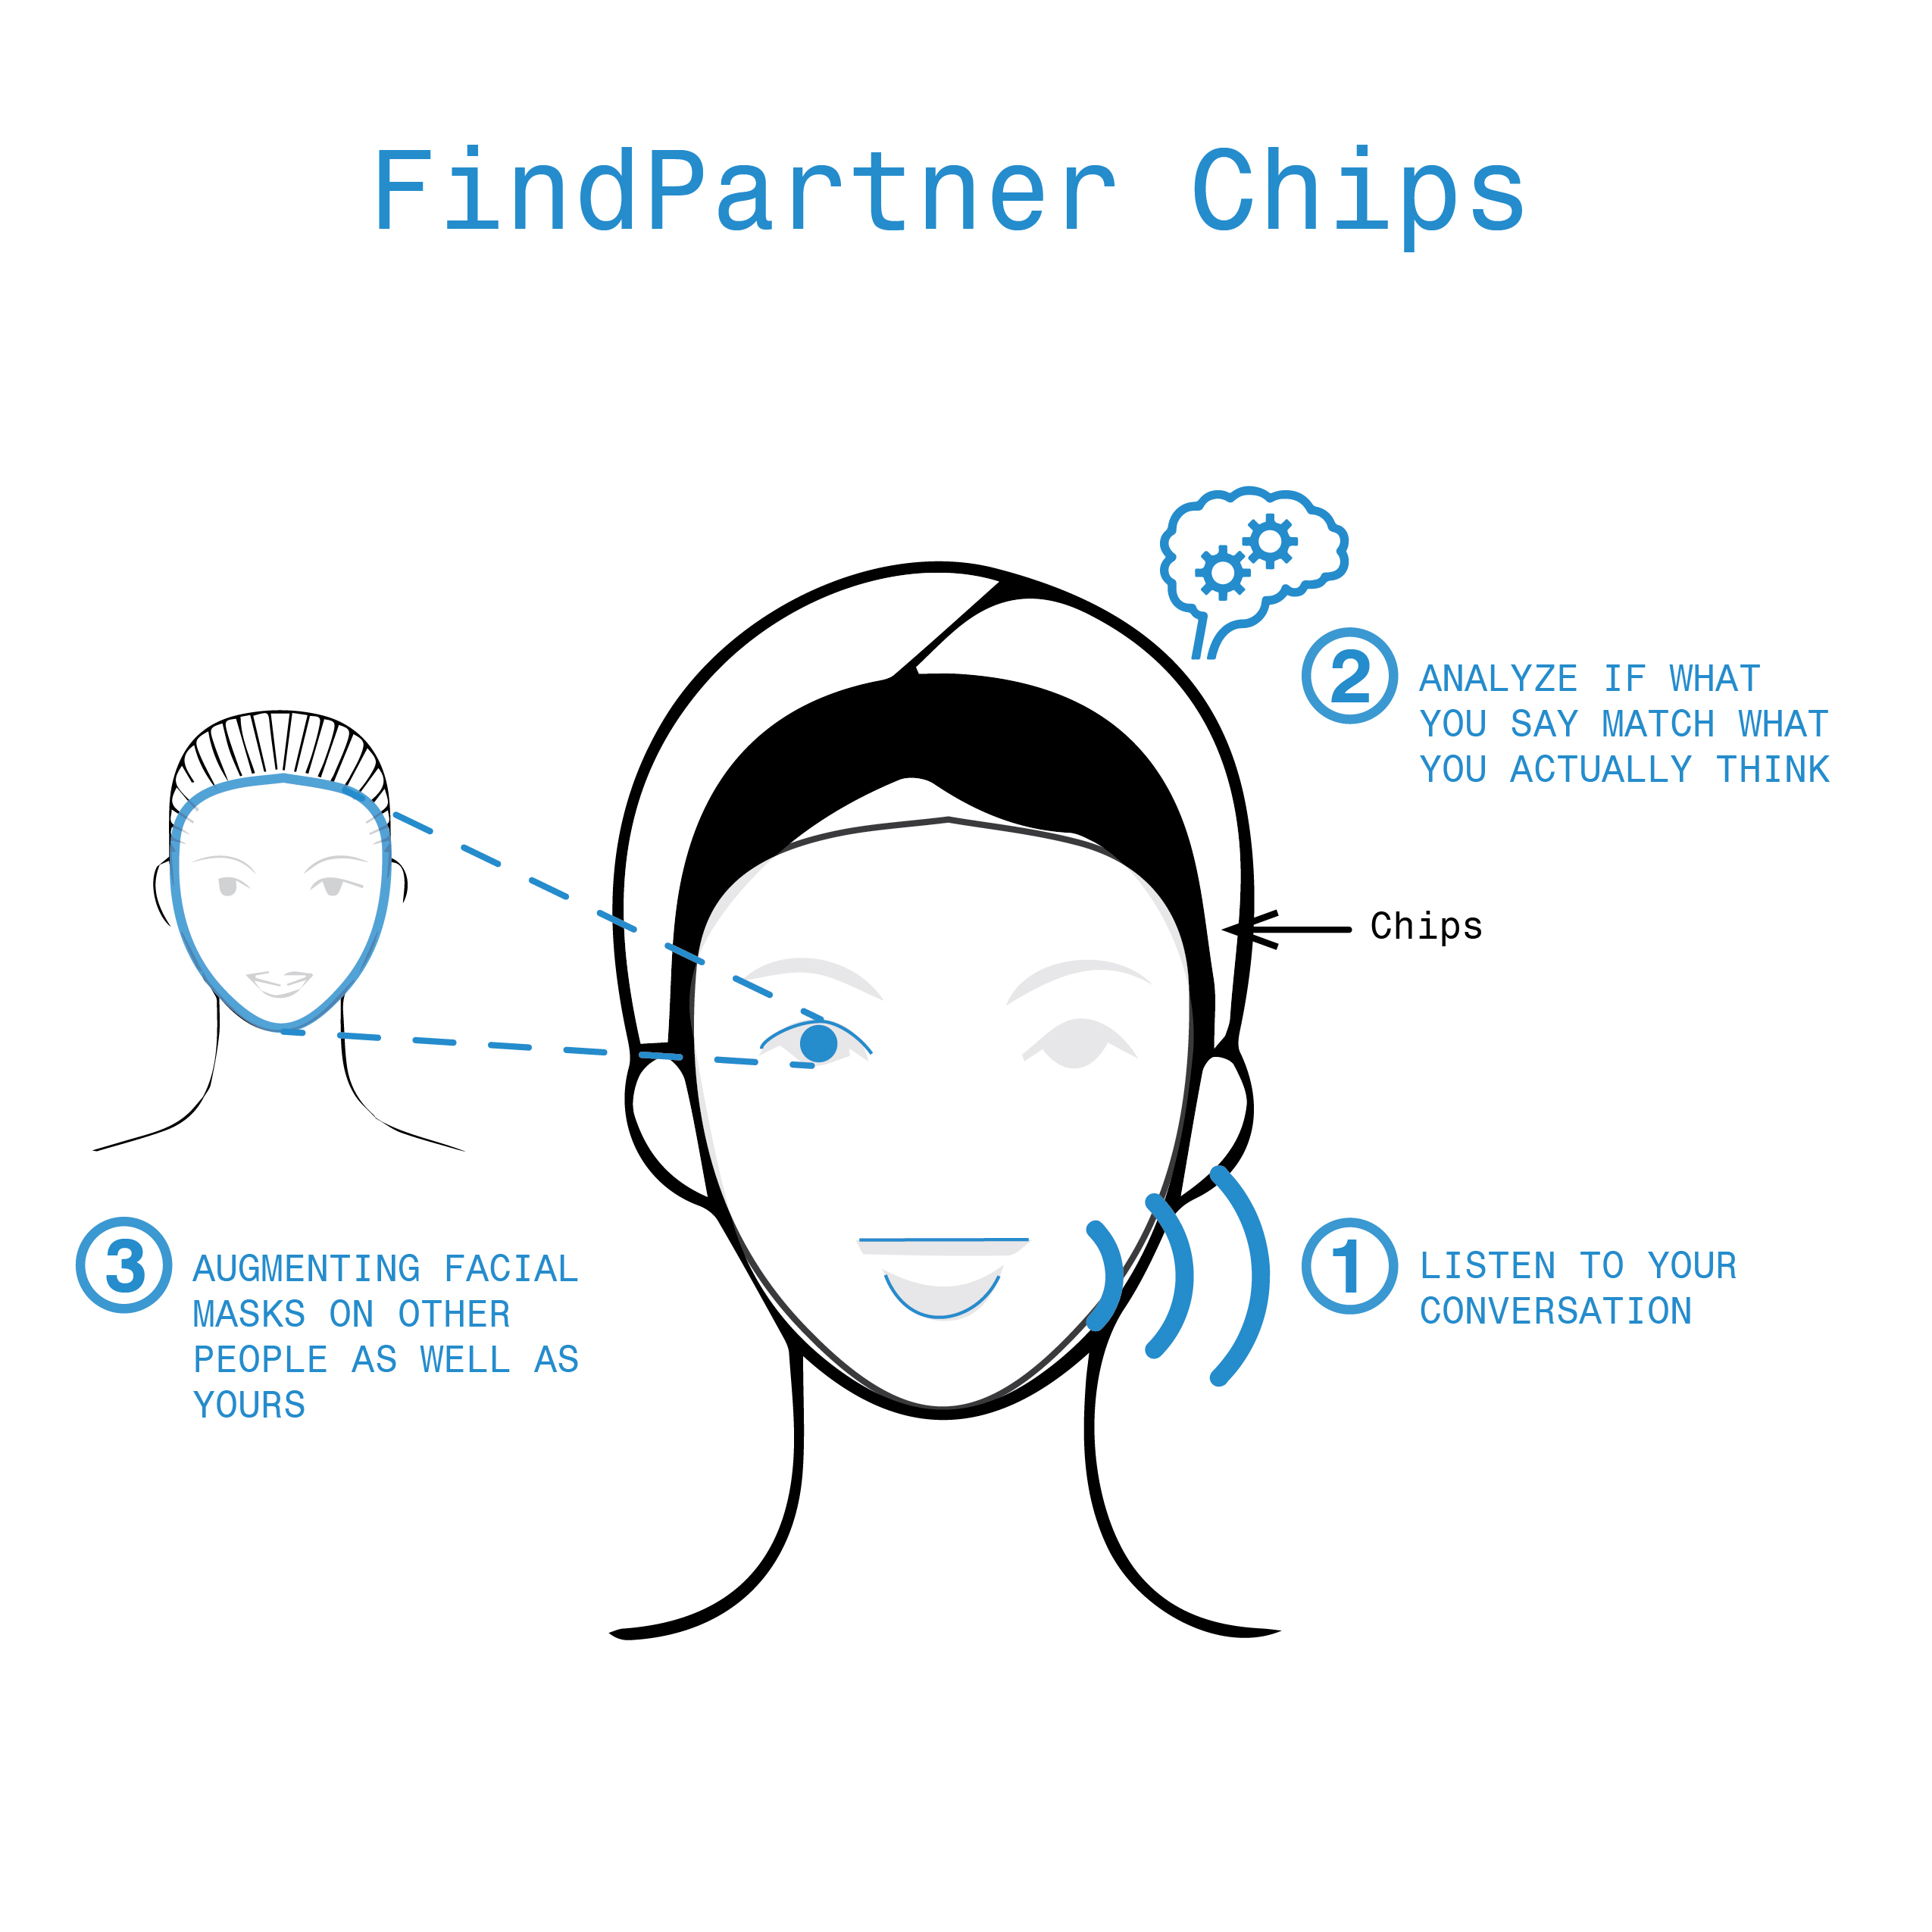 FindPartner Chips
2
ANALYZE IF WHAT
YOU SAY MATCH WHAT
YOU ACTUALLY THINK
Chips
3
AUGMENTING FACIAL
MASKS ON OTHER
PEOPLE AS WELL AS
YOURS
1
LISTEN TO YOUR
CONVERSATION